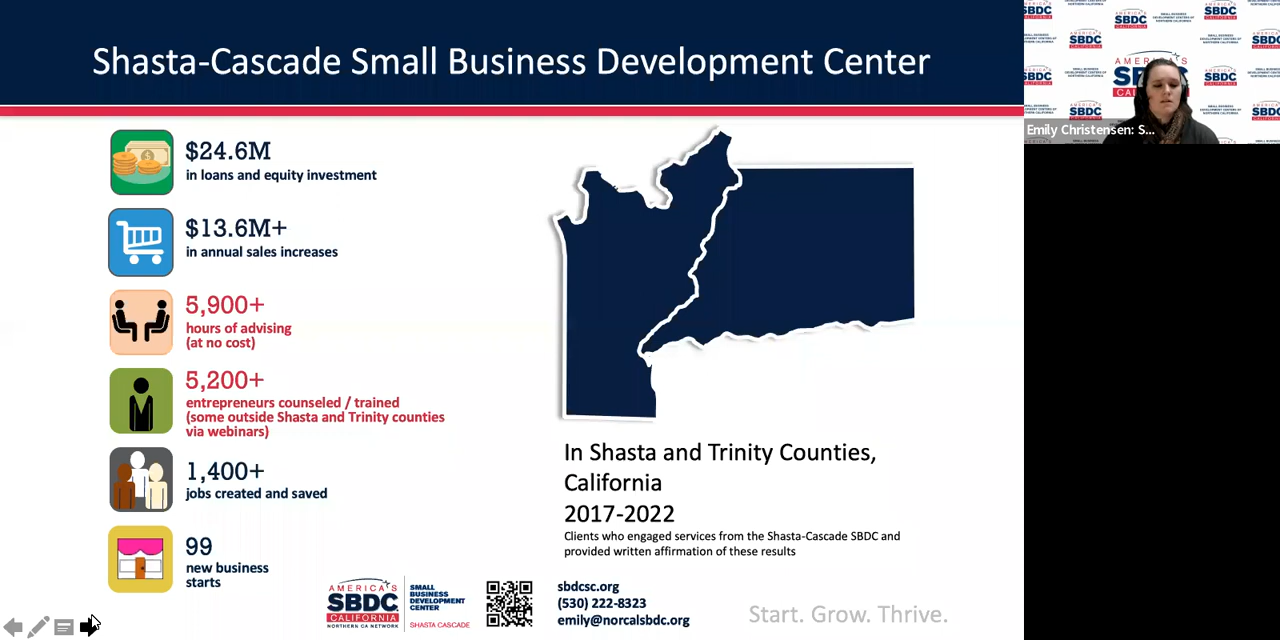 Shasta-Cascade Small Business Development Center
$24.6M
in loans and equity investment
$13.6M+
in annual sales increases
5,900+
hours of advising
(at no cost)
5,200+
entrepreneurs counseled / trained
(some outside Shasta and Trinity counties
via webinars)
1,400+
jobs created and saved
99
new business
starts
In Shasta and Trinity Counties,
California
2017-2022
Clients who engaged services from the Shasta-Cascade SBDC and
provided written affirmation of these results
AMERICA'S
SBDC
CALIFORNIA
NORTHERN CA NETWORK
SMALL
BUSINESS
DEVELOPMENT
CENTER
SHASTA CASCADE
sbdcsc.org
(530) 222-8323
emily@norcalsbdc.org
Start. Grow. Thrive.
Emily Christensen: S...